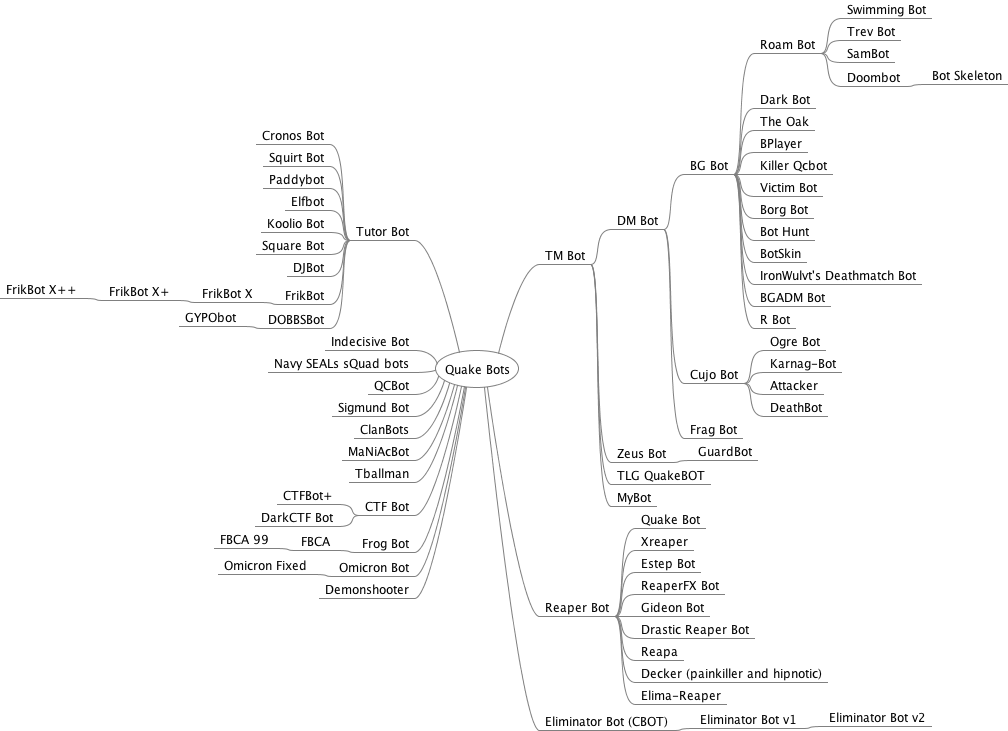 Quake Bots
Tutor Bot
Cronos Bot
Squirt Bot
Paddybot
Elfbot
Koolio Bot
Square Bot
DJBot
FrikBot
FrikBot X
FrikBot X+
FrikBot X++
DOBBSBot
GYPObot
Indecisive Bot
Navy SEALs sQuad bots
QCBot
Sigmund Bot
ClanBots
MaNiAcBot
Tballman
CTF Bot
CTFBot+
DarkCTF Bot
Frog Bot
FBCA
FBCA 99
Omicron Bot
Omicron Fixed
Demonshooter
TM Bot
DM Bot
BG Bot
Roam Bot
Swimming Bot
Trev Bot
SamBot
Doombot
Bot Skeleton
Dark Bot
The Oak
BPlayer
Killer Qcbot
Victim Bot
Borg Bot
Bot Hunt
BotSkin
IronWulvt's Deathmatch Bot
BGADM Bot
R Bot
Cujo Bot
Ogre Bot
Karnag-Bot
Attacker
DeathBot
Frag Bot
Zeus Bot
GuardBot
TLG QuakeBOT
MyBot
Reaper Bot
Quake Bot
Xreaper
Estep Bot
ReaperFX Bot
Gideon Bot
Drastic Reaper Bot
Reapa
Decker (painkiller and hipnotic)
Elima-Reaper
Eliminator Bot (CBOT)
Eliminator Bot v1
Eliminator Bot v2